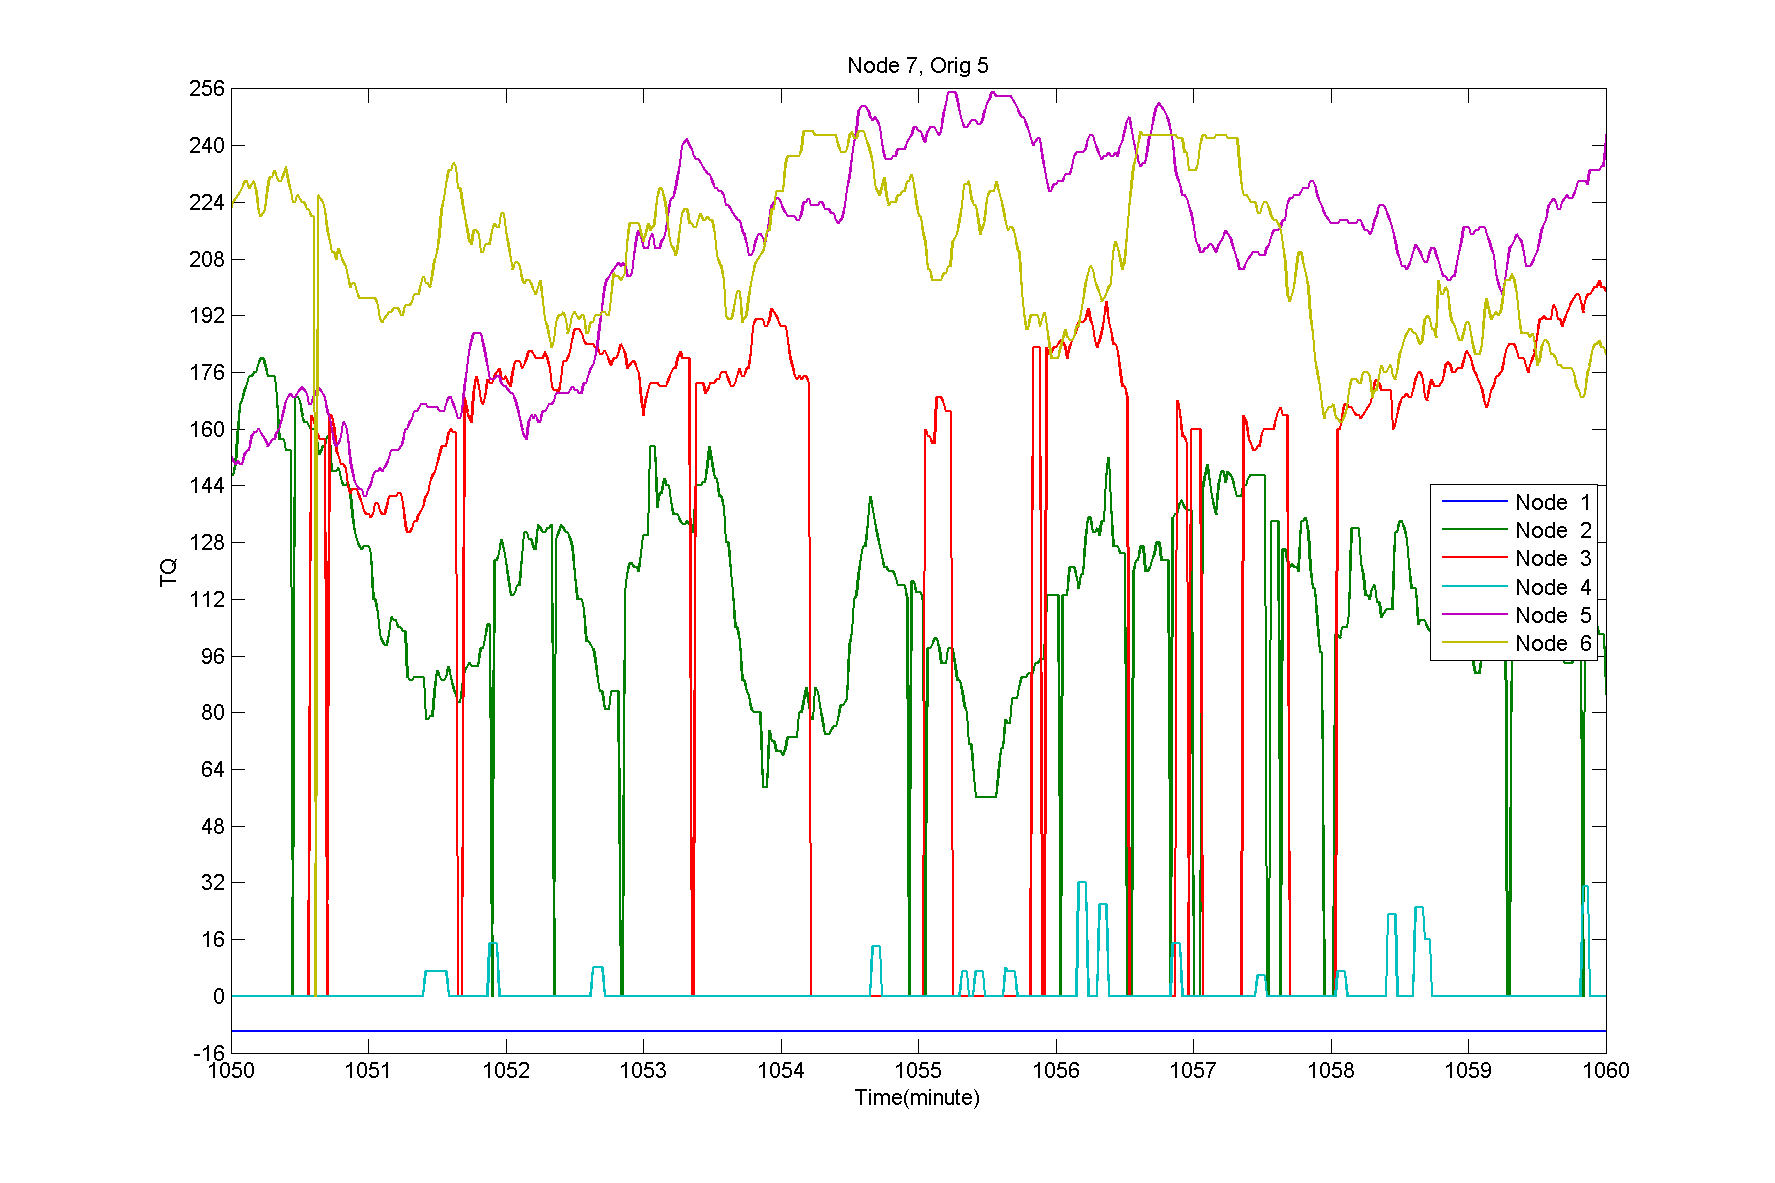 Node 7, Orig 5
256
240
224
208
192
176
160
144
128
112
96
80
64
48
32
16
0
-16
TQ
Node 1
Node 2
Node 3
Node 4
Node 5
Node 6
1050 1051 1052 1053 1054 1055 1056 1057 1058 1059 1060
Time(minute)